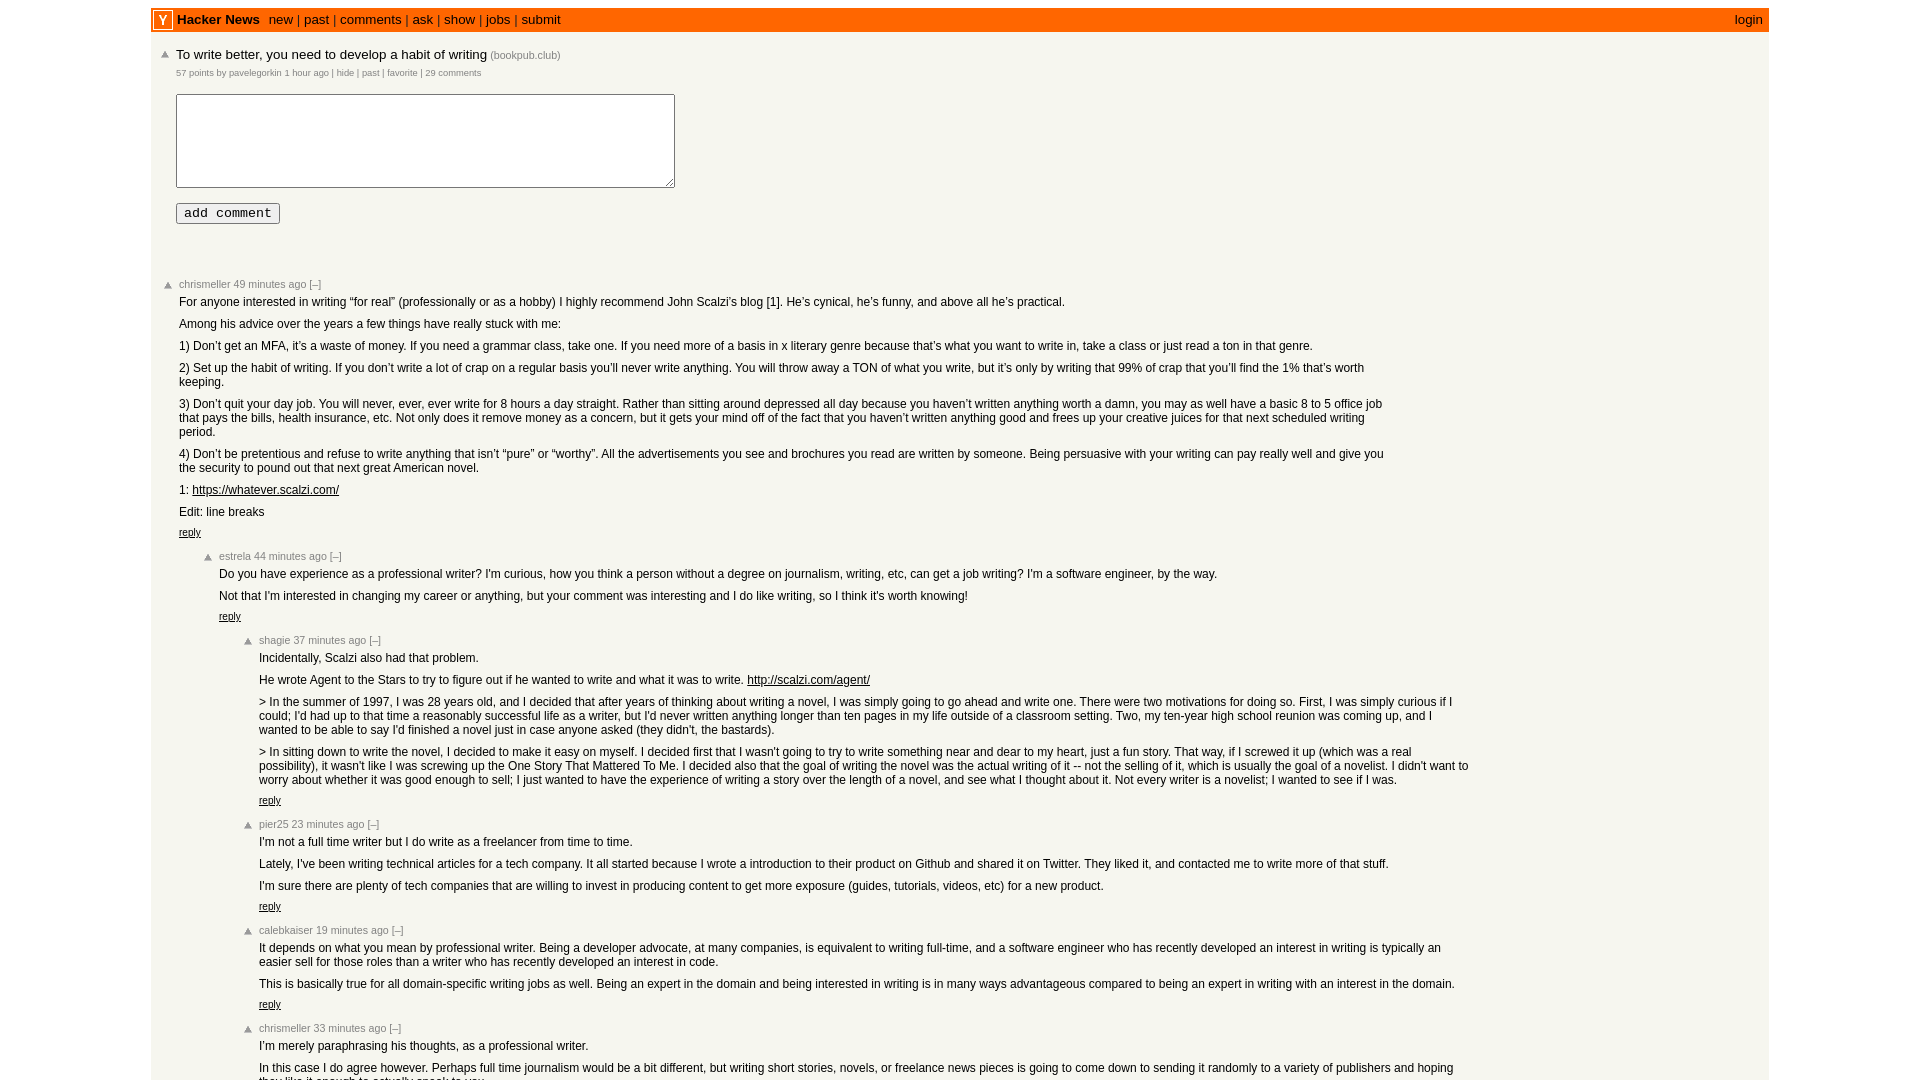 Y Hacker News new | past | comments | ask | show | jobs | submit login
To write better, you need to develop a habit of writing (bookpub.club)
57 points by pavelegorkin 1 hour ago | hide | past | favorite | 29 comments
add comment
chrismeller 49 minutes ago [–]
For anyone interested in writing “for real” (professionally or as a hobby) I highly recommend John Scalzi’s blog [1]. He’s cynical, he’s funny, and above all he’s practical.
Among his advice over the years a few things have really stuck with me:
1) Don’t get an MFA, it’s a waste of money. If you need a grammar class, take one. If you need more of a basis in x literary genre because that’s what you want to write in, take a class or just read a ton in that genre.
2) Set up the habit of writing. If you don’t write a lot of crap on a regular basis you’ll never write anything. You will throw away a TON of what you write, but it’s only by writing that 99% of crap that you’ll find the 1% that’s worth
keeping.
3) Don’t quit your day job. You will never, ever, ever write for 8 hours a day straight. Rather than sitting around depressed all day because you haven’t written anything worth a damn, you may as well have a basic 8 to 5 office job
that pays the bills, health insurance, etc. Not only does it remove money as a concern, but it gets your mind off of the fact that you haven’t written anything good and frees up your creative juices for that next scheduled writing
period.
4) Don’t be pretentious and refuse to write anything that isn’t “pure” or “worthy”. All the advertisements you see and brochures you read are written by someone. Being persuasive with your writing can pay really well and give you
the security to pound out that next great American novel.
1: https://whatever.scalzi.com/
Edit: line breaks
reply
estrela 44 minutes ago [–]
Do you have experience as a professional writer? I'm curious, how you think a person without a degree on journalism, writing, etc, can get a job writing? I'm a software engineer, by the way.
Not that I'm interested in changing my career or anything, but your comment was interesting and I do like writing, so I think it's worth knowing!
reply
shagie 37 minutes ago [–]
Incidentally, Scalzi also had that problem.
He wrote Agent to the Stars to try to figure out if he wanted to write and what it was to write. http://scalzi.com/agent/
> In the summer of 1997, I was 28 years old, and I decided that after years of thinking about writing a novel, I was simply going to go ahead and write one. There were two motivations for doing so. First, I was simply curious if I
could; I'd had up to that time a reasonably successful life as a writer, but I'd never written anything longer than ten pages in my life outside of a classroom setting. Two, my ten-year high school reunion was coming up, and I
wanted to be able to say I'd finished a novel just in case anyone asked (they didn't, the bastards).
> In sitting down to write the novel, I decided to make it easy on myself. I decided first that I wasn't going to try to write something near and dear to my heart, just a fun story. That way, if I screwed it up (which was a real
possibility), it wasn't like I was screwing up the One Story That Mattered To Me. I decided also that the goal of writing the novel was the actual writing of it -- not the selling of it, which is usually the goal of a novelist. I didn't want to
worry about whether it was good enough to sell; I just wanted to have the experience of writing a story over the length of a novel, and see what I thought about it. Not every writer is a novelist; I wanted to see if I was.
reply
pier25 23 minutes ago [–]
I'm not a full time writer but I do write as a freelancer from time to time.
Lately, I've been writing technical articles for a tech company. It all started because I wrote a introduction to their product on Github and shared it on Twitter. They liked it, and contacted me to write more of that stuff.
I'm sure there are plenty of tech companies that are willing to invest in producing content to get more exposure (guides, tutorials, videos, etc) for a new product.
reply
calebkaiser 19 minutes ago [–]
It depends on what you mean by professional writer. Being a developer advocate, at many companies, is equivalent to writing full-time, and a software engineer who has recently developed an interest in writing is typically an
easier sell for those roles than a writer who has recently developed an interest in code.
This is basically true for all domain-specific writing jobs as well. Being an expert in the domain and being interested in writing is in many ways advantageous compared to being an expert in writing with an interest in the domain.
reply
chrismeller 33 minutes ago [–]
I’m merely paraphrasing his thoughts, as a professional writer.
In this case I do agree however. Perhaps full time journalism would be a bit different, but writing short stories, novels, or freelance news pieces is going to come down to sending it randomly to a variety of publishers and hoping